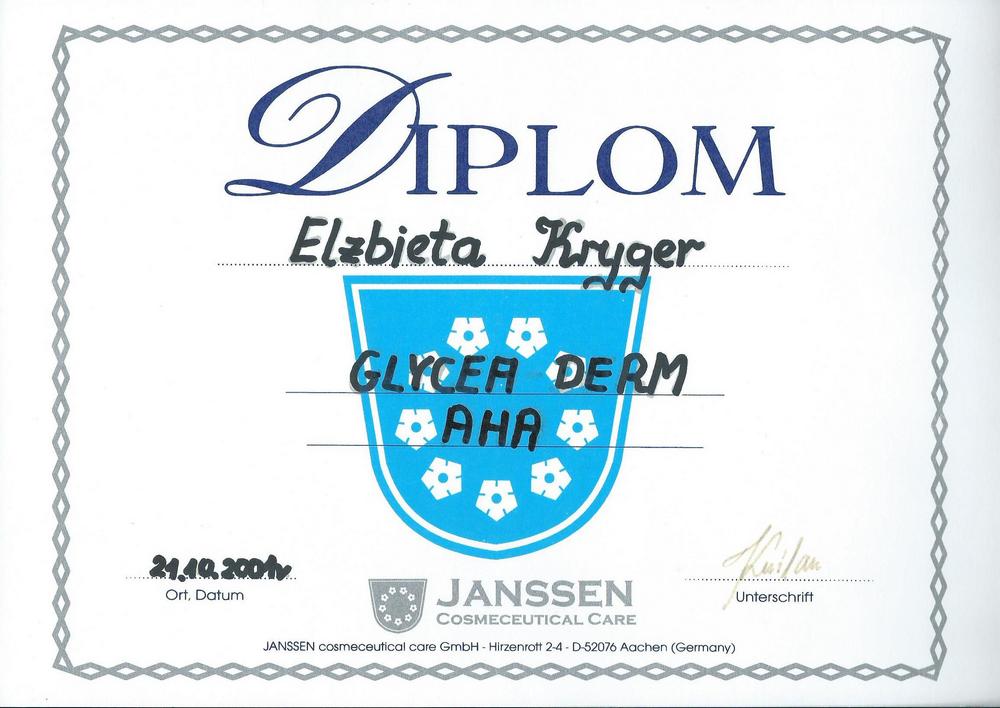 DIPLOM
Elzbieta Kryger
GLYCEA DERM
AHA
21.10.2001r
Ort, Datum
Unterschrift
JANSSEN
COSMECEUTICAL CARE
JANSSEN cosmeceutical care GmbH - Hirzenrott 2-4 - D-52076 Aachen (Germany)